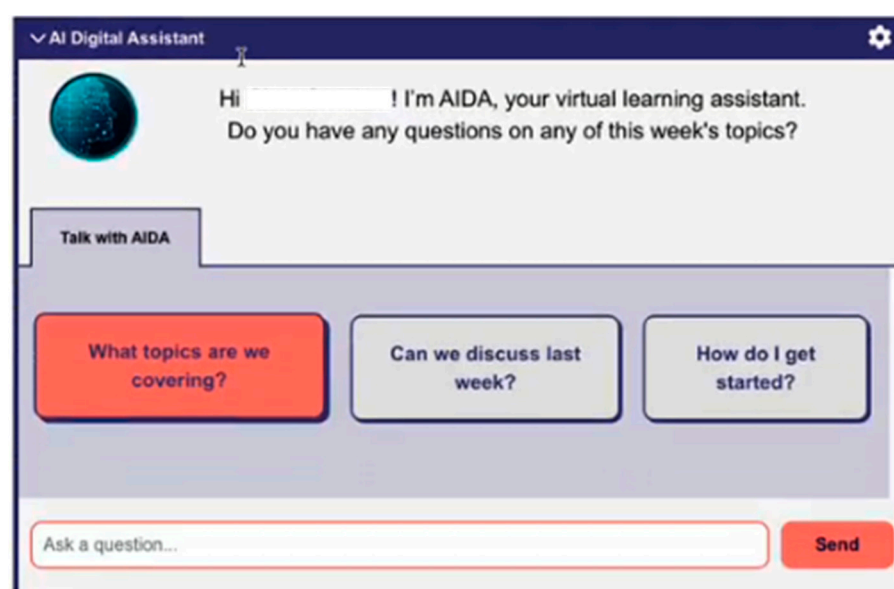 AI Digital Assistant
Hi ! I'm AIDA, your virtual learning assistant.
Do you have any questions on any of this week's topics?
Talk with AIDA
What topics are we
covering?
Can we discuss last
week?
How do I get
started?
Ask a question...
Send